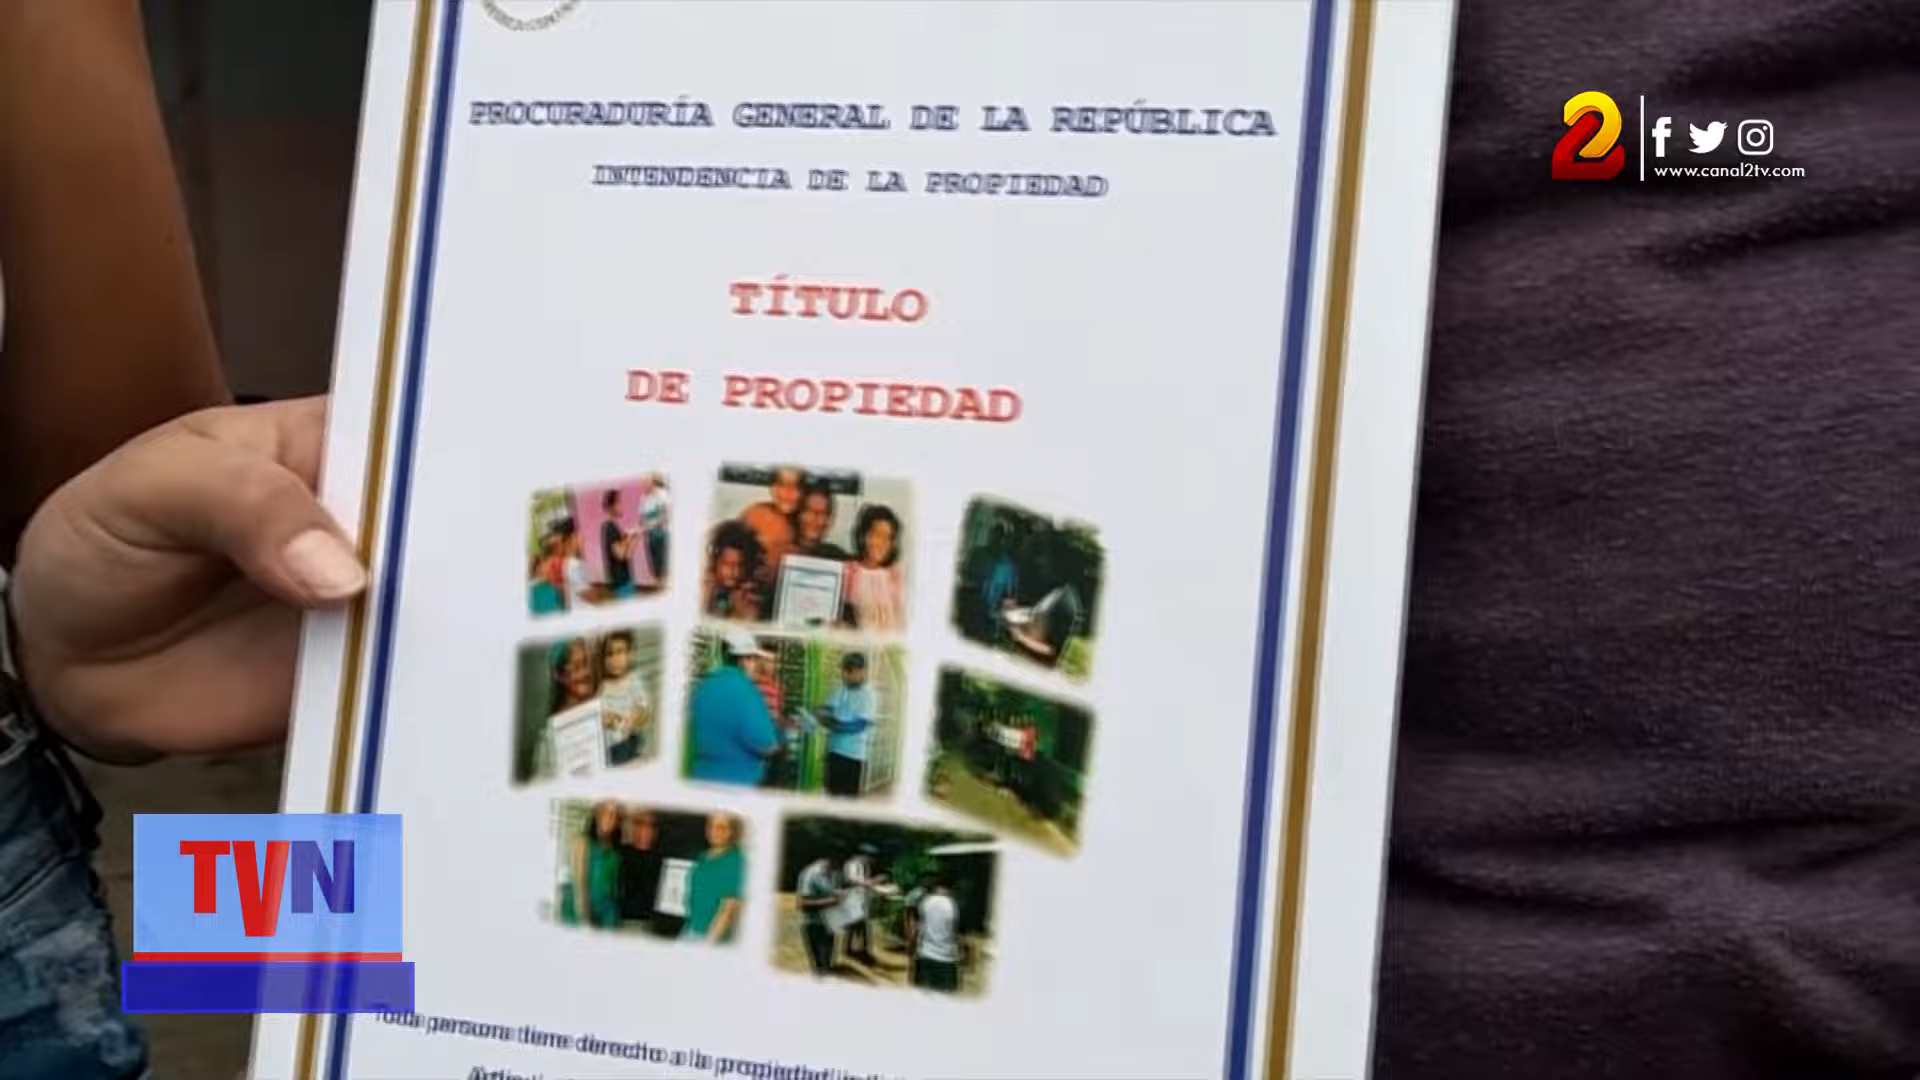 PROCURADURÍA GENERAL DE LA REPÚBLICA
INTENDENCIA DE LA PROPIEDAD
TÍTULO
DE PROPIEDAD
Toda persona tiene derecho a la propiedad
2
www.canal2tv.com
TVN